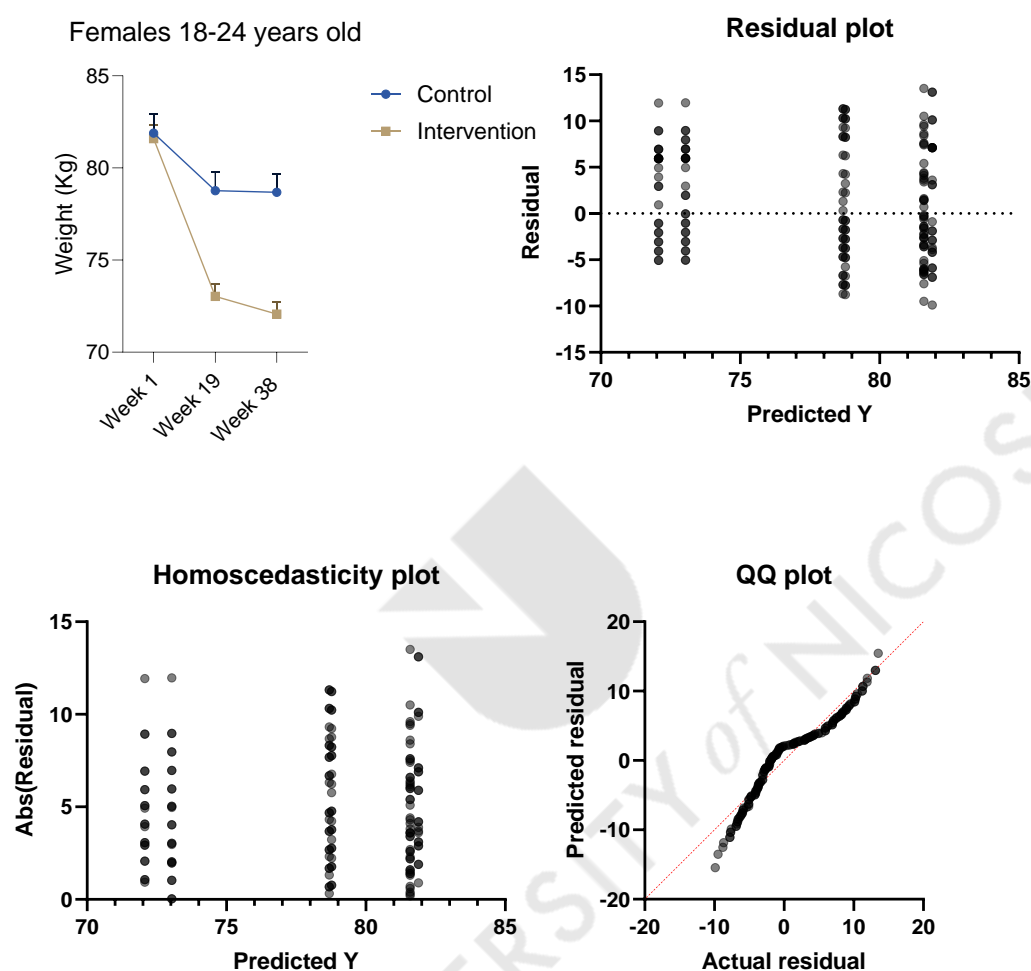 Females 18-24 years old
85
80
75
70
Weight (Kg)
Week 1
Week 19
Week 38
Control
Intervention
Residual plot
15
10
5
0
-5
-10
-15
Residual
70
75
80
85
Predicted Y
Homoscedasticity plot
15
10
5
0
Abs(Residual)
70
75
80
85
Predicted Y
QQ plot
20
10
0
-10
-20
Predicted residual
-20
-10
0
10
20
Actual residual
ERSITY of NICOS